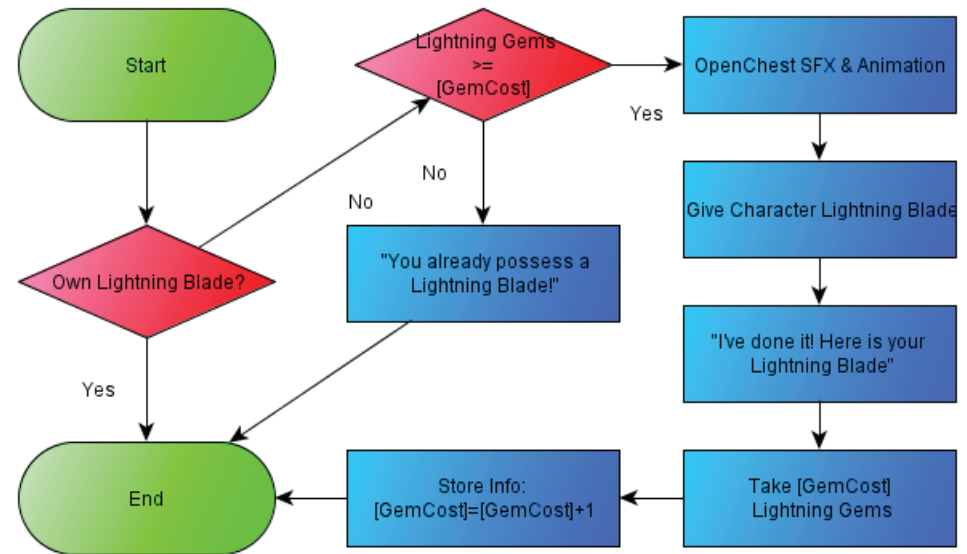 Start
Lightning Gems
>=
[GemCost]
OpenChest SFX & Animation
Yes
No
No
Give Character Lightning Blade
Own Lightning Blade?
"You already possess a
Lightning Blade!"
"I've done it! Here is your
Lightning Blade"
Yes
End
Store Info:
[GemCost]=[GemCost]+1
Take [GemCost]
Lightning Gems